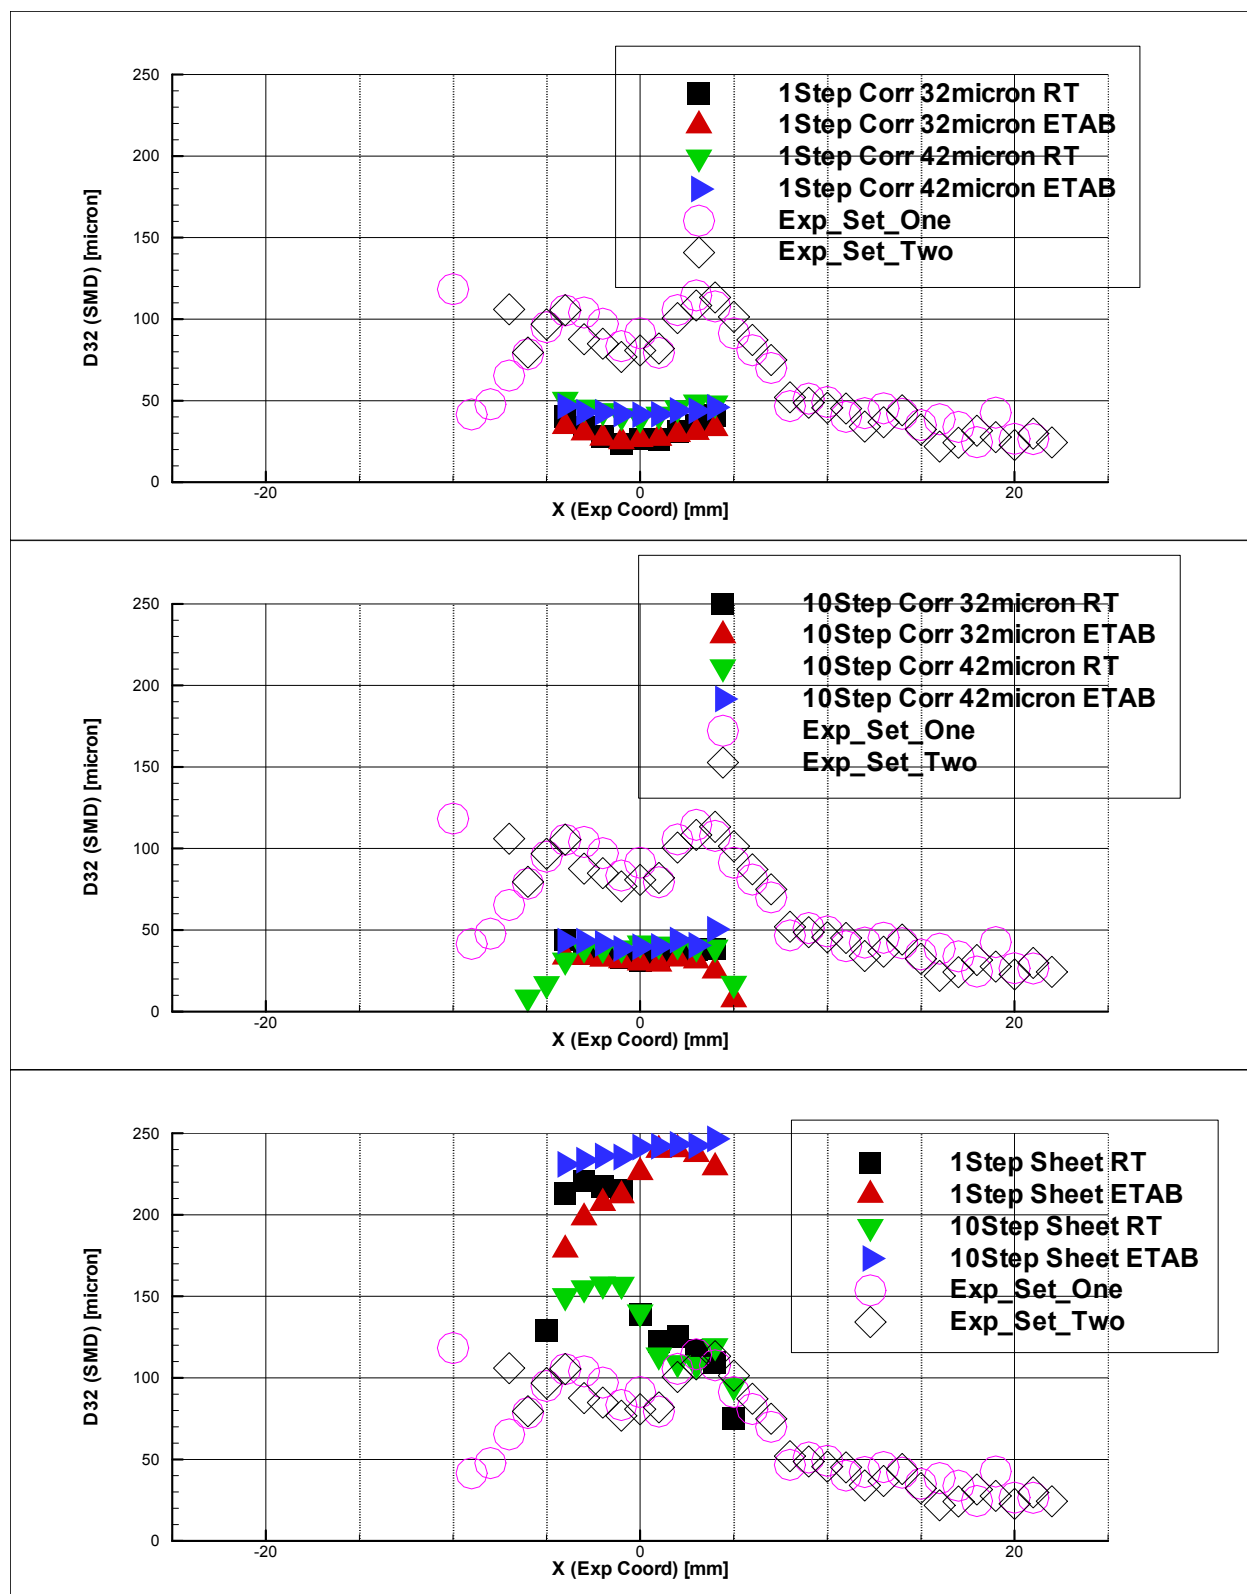 250
200
150
100
50
0
D32 (SMD) [micron]
-20
0
20
X (Exp Coord) [mm]
1Step Corr 32micron RT
1Step Corr 32micron ETAB
1Step Corr 42micron RT
1Step Corr 42micron ETAB
Exp_Set_One
Exp_Set_Two
250
200
150
100
50
0
D32 (SMD) [micron]
-20
0
20
X (Exp Coord) [mm]
10Step Corr 32micron RT
10Step Corr 32micron ETAB
10Step Corr 42micron RT
10Step Corr 42micron ETAB
Exp_Set_One
Exp_Set_Two
250
200
150
100
50
0
D32 (SMD) [micron]
-20
0
20
X (Exp Coord) [mm]
1Step Sheet RT
1Step Sheet ETAB
10Step Sheet RT
10Step Sheet ETAB
Exp_Set_One
Exp_Set_Two